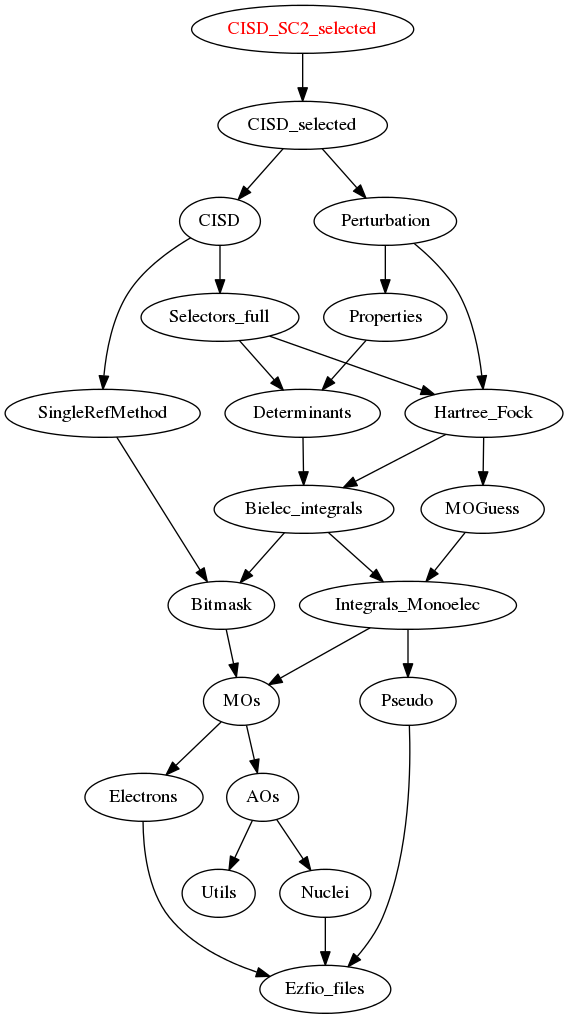 CISD_SC2_selected
CISD_selected
CISD
Perturbation
Selectors_full
Properties
SingleRefMethod
Determinants
Hartree_Fock
Bielec_integrals
MOGuess
Bitmask
Integrals_Monoelec
MOs
Pseudo
Electrons
AOs
Utils
Nuclei
Ezfio_files